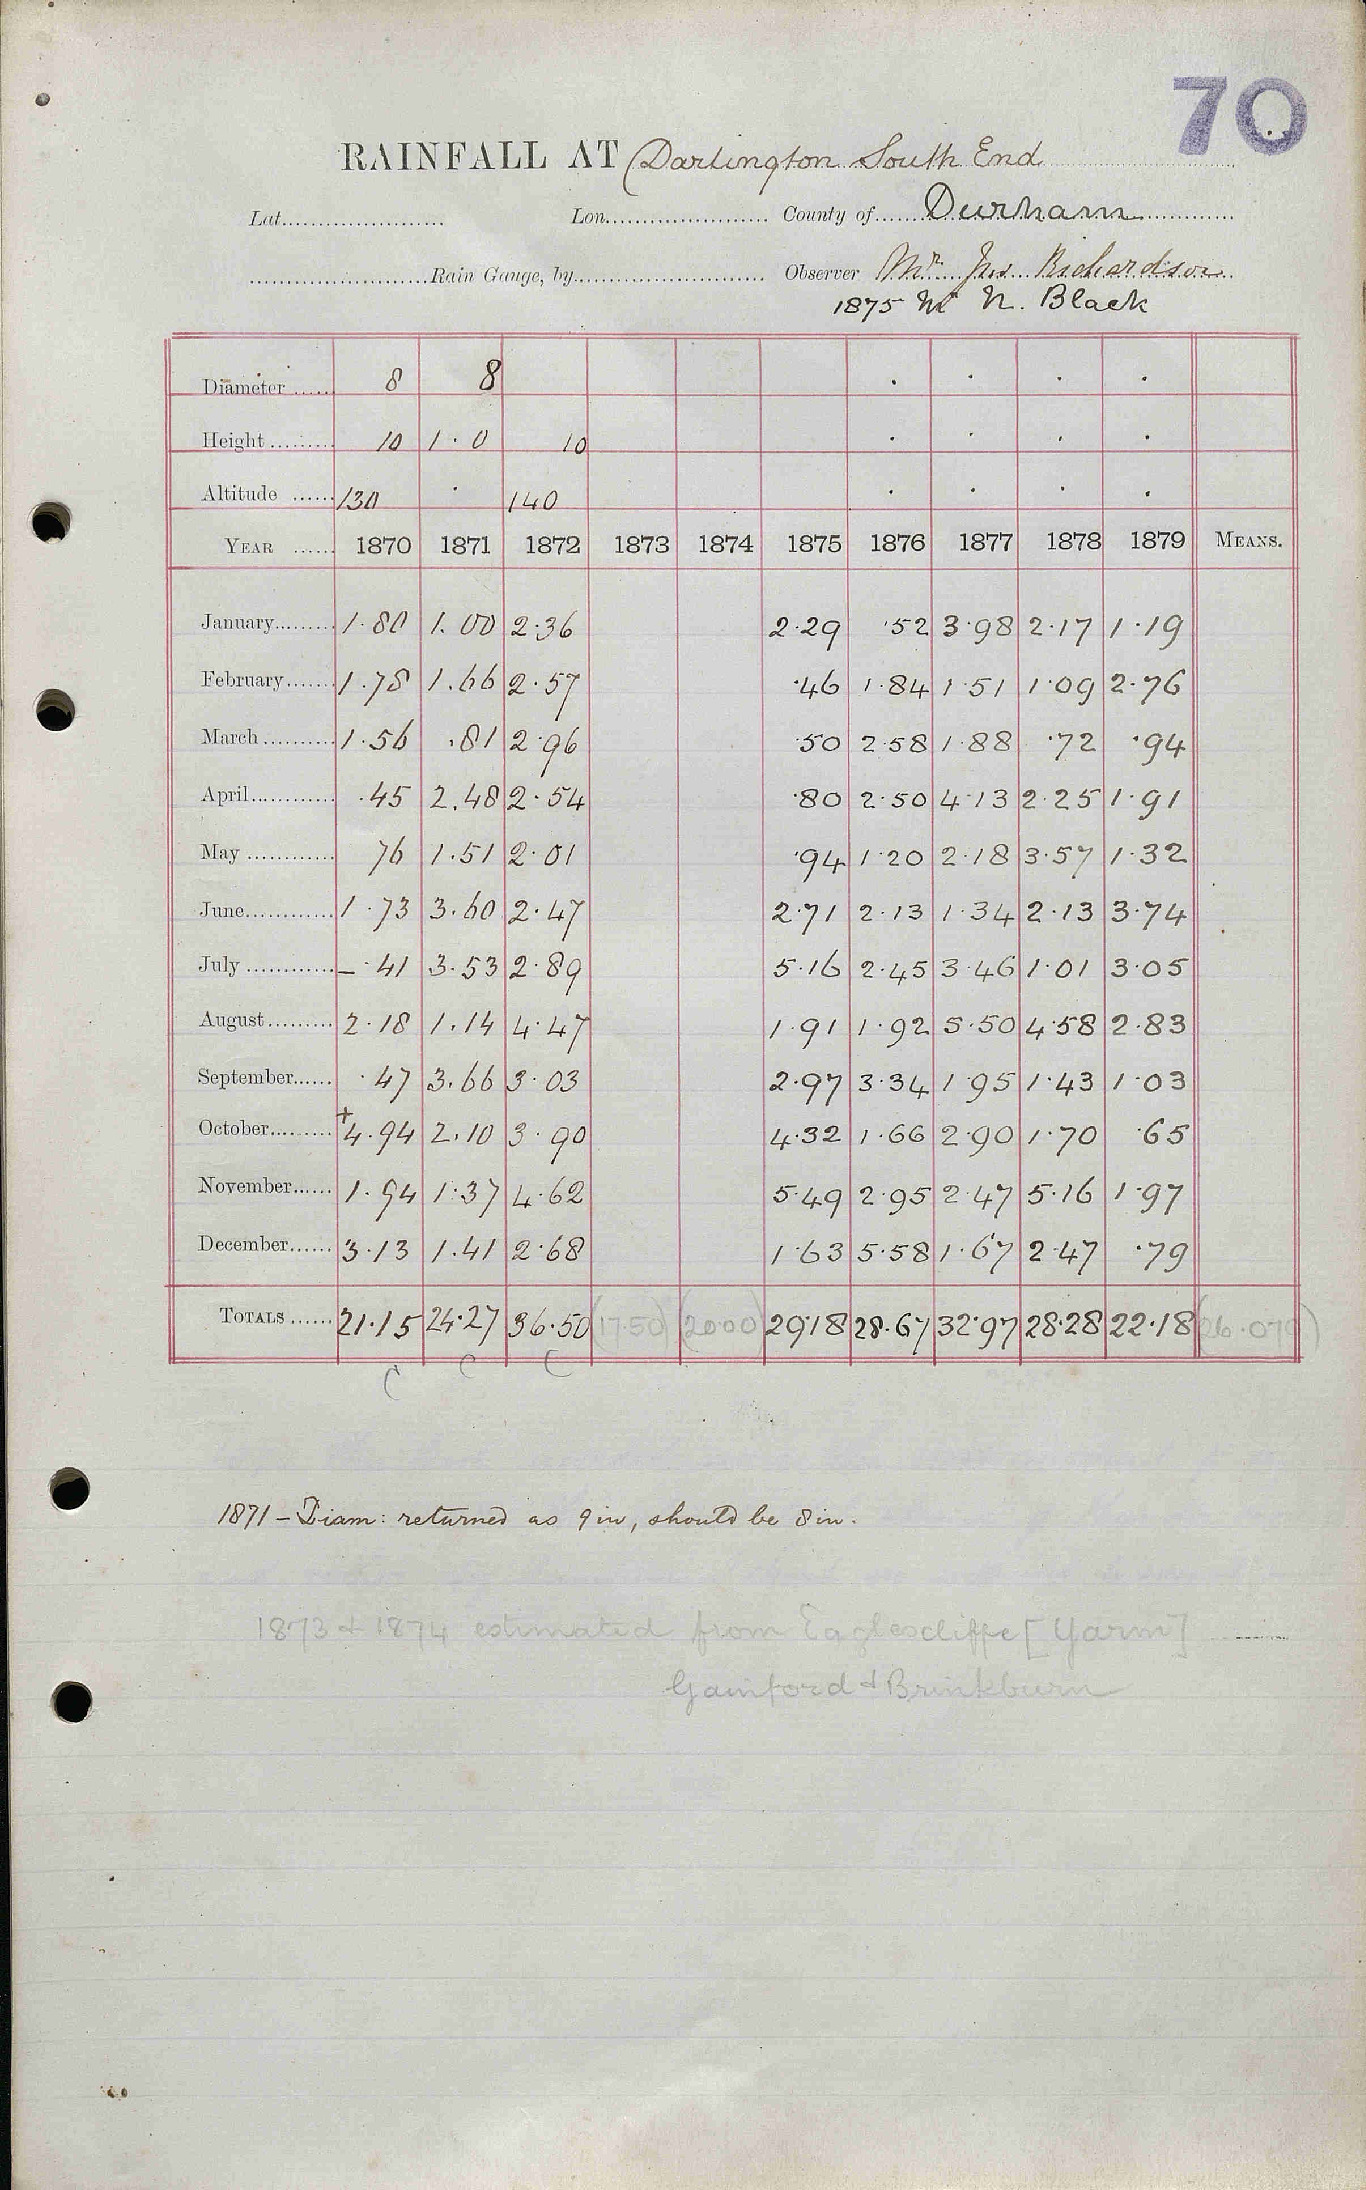 70
RAINFALL AT Darlington South End
Lat. Lon. County of Durham
Rain Gauge, by Observer Mr Jas Richardson
1875 Mr N. Black
Diameter 8 8
Height 10 1.0 10
Altitude 130 140
YEAR 1870 1871 1872 1873 1874 1875 1876 1877 1878 1879 MEANS.
January 1.80 1.00 2.36 2.29 .52 3.98 2.17 1.19
February 1.78 1.66 2.57 .46 1.84 1.51 1.09 2.76
March 1.56 .81 2.96 .50 2.58 1.88 .72 .94
April .45 2.48 2.54 .80 2.50 4.13 2.25 1.91
May 76 1.51 2.01 .94 1.20 2.18 3.57 1.32
June 1.73 3.60 2.47 2.71 2.13 1.34 2.13 3.74
July – .41 3.53 2.89 5.16 2.45 3.46 1.01 3.05
August 2.18 1.14 4.47 1.91 1.92 5.50 4.58 2.83
September .47 3.66 3.03 2.97 3.34 1.95 1.43 1.03
October +4.94 2.10 3.90 4.32 1.66 2.90 1.70 .65
November 1.94 1.37 4.62 5.49 2.95 2.47 5.16 1.97
December 3.13 1.41 2.68 1.63 5.58 1.67 2.47 .79
TOTALS 21.15 24.27 36.50 (17.50) (20.00) 29.18 28.67 32.97 28.28 22.18 (26.070)
C C C
1871 – Diam: returned as 9 in, should be 8 in.
1873 & 1874 estimated from Eaglescliffe [Yarm]
Gainford & Brinkburn